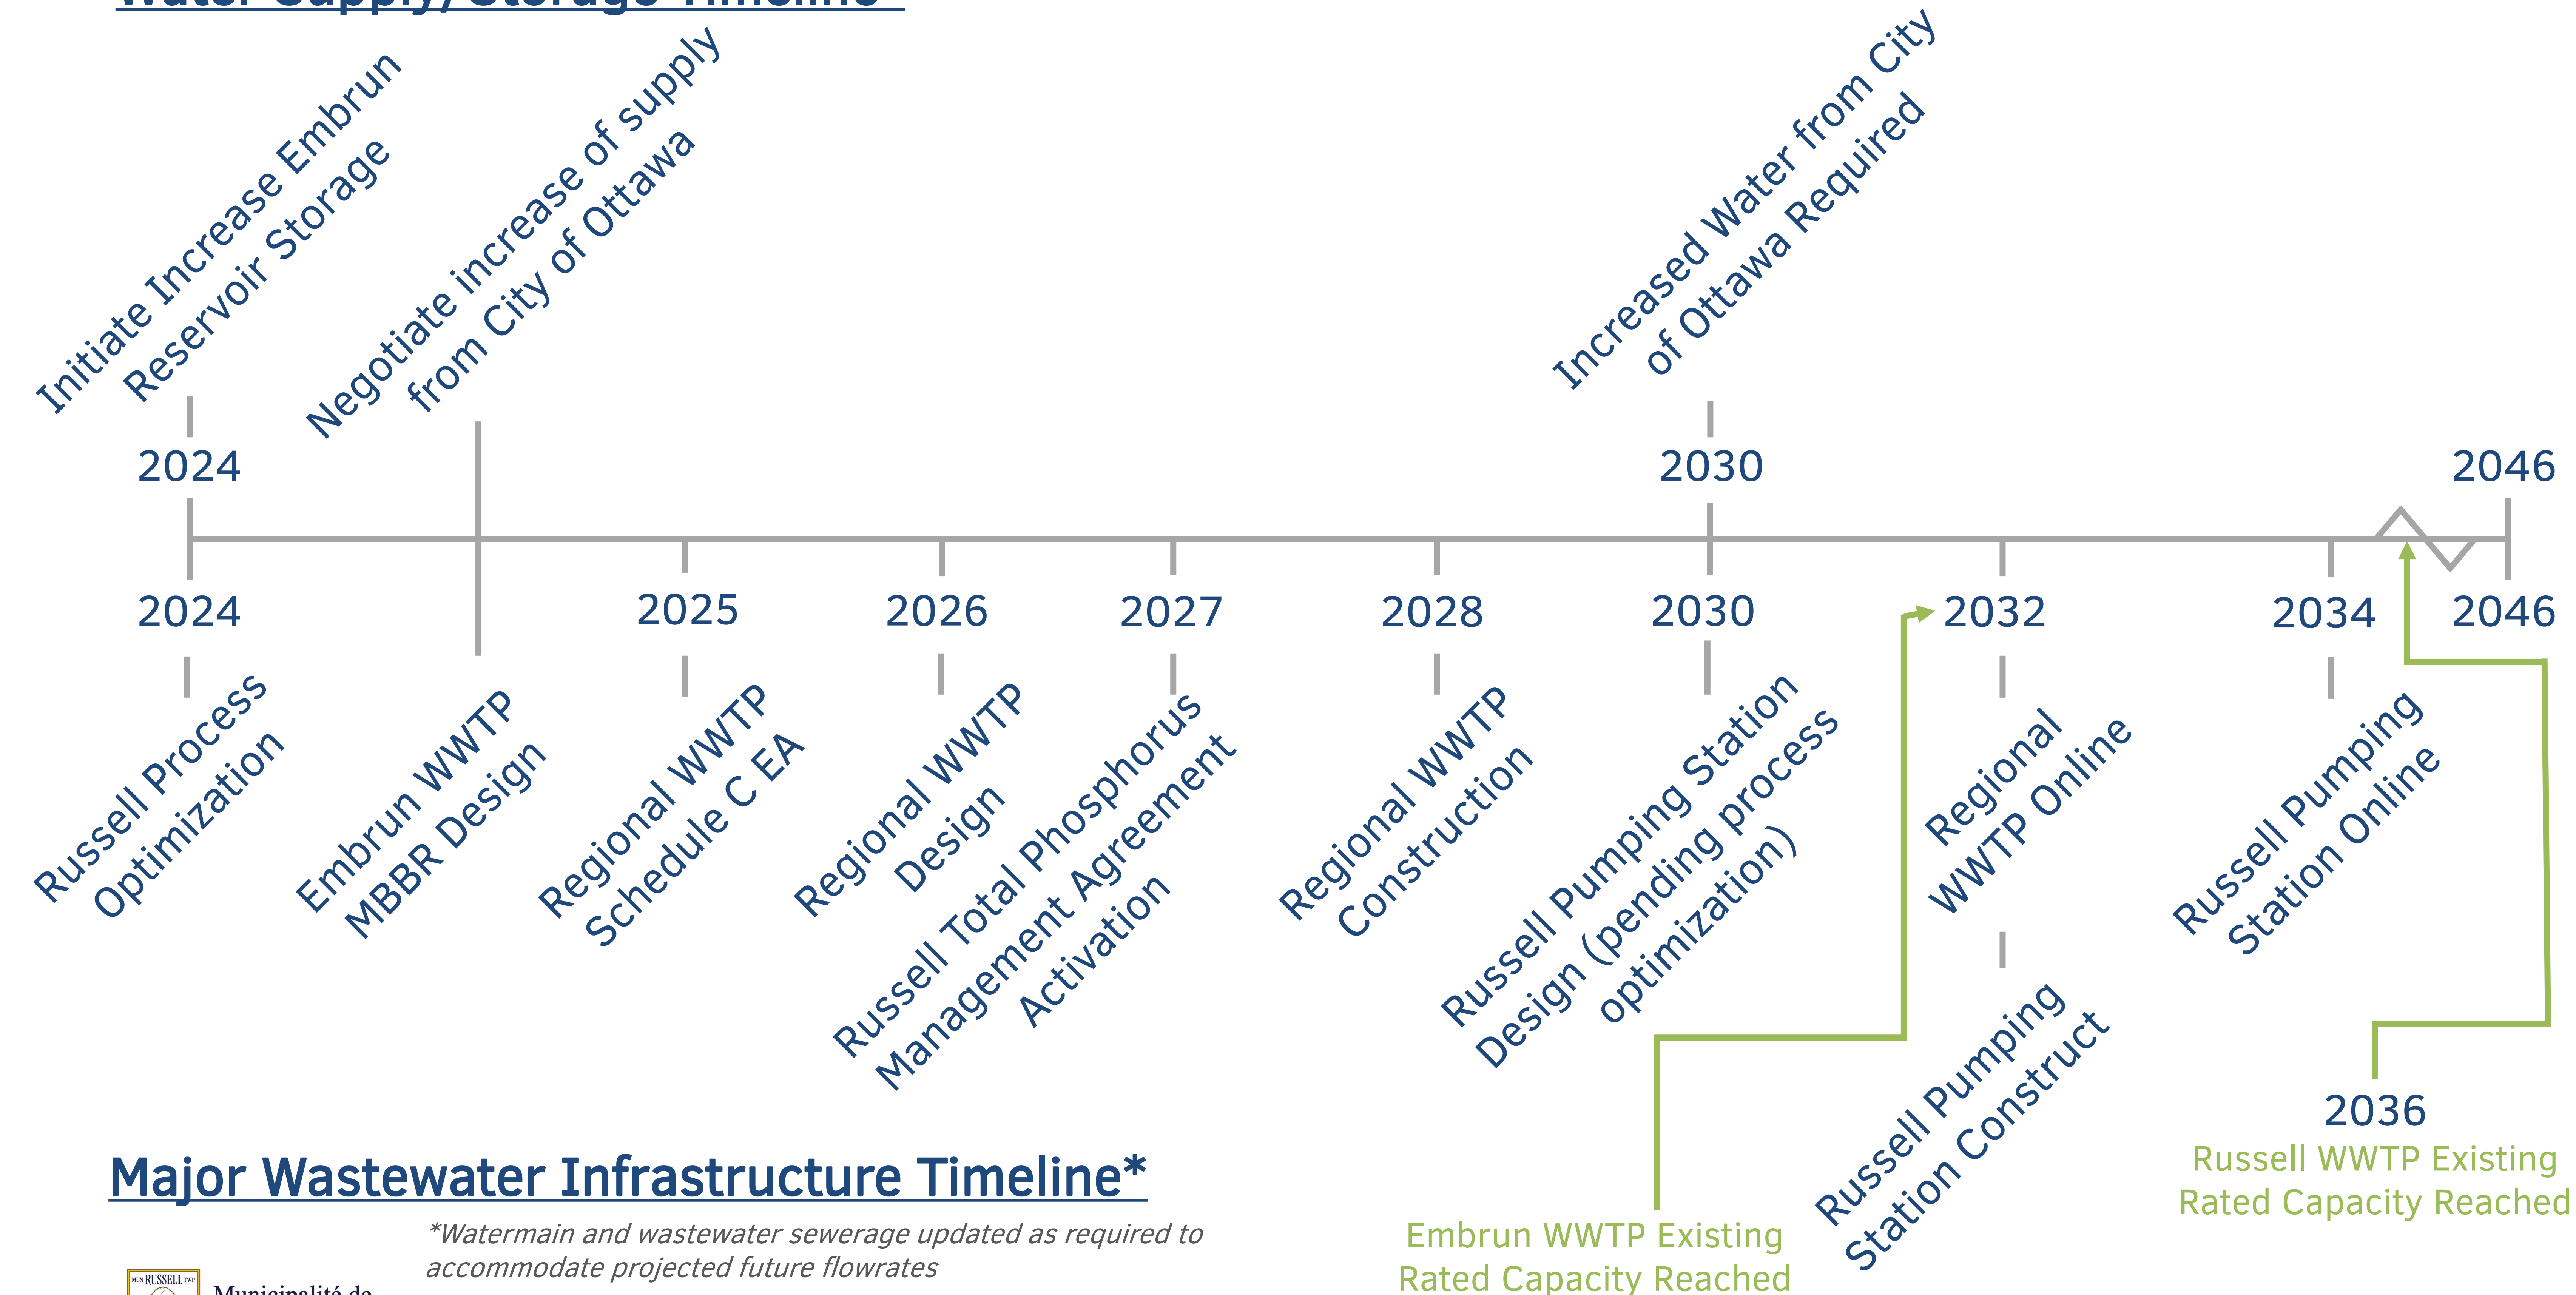 Water Supply/Storage Timeline
Initiate Increase Embrun
Reservoir Storage
Negotiate increase of supply
from City of Ottawa
Increased Water from City
of Ottawa Required
2024
2030
2046
2024
2025
2026
2027
2028
2030
2032
2034
2046
Russell Process
Optimization
Embrun WWTP
MBBR Design
Regional WWTP
Schedule C EA
Regional WWTP
Design
Russell Total Phosphorus
Management Agreement
Activation
Regional WWTP
Construction
Russell Pumping Station
Design (pending process
optimization)
Regional
WWTP Online
Russell Pumping
Station Construct
Russell Pumping
Station Online
2036
Russell WWTP Existing
Rated Capacity Reached
Embrun WWTP Existing
Rated Capacity Reached
Major Wastewater Infrastructure Timeline*
*Watermain and wastewater sewerage updated as required to
accommodate projected future flowrates
MUN RUSSELL TWP
Municipalité de